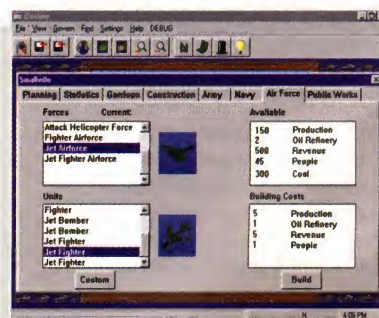 File View Govern Find Settings Help DEBUG
Smallville
Planning Statistics Garrison Construction Army Navy Air Force Public Works
Forces Current:
Attack Helicopter Force
Fighter Airforce
Jet Airforce
Jet Fighter Airforce
Available
150 Production
2 Oil Refinery
500 Revenue
45 People
300 Coal
Units
Fighter
Jet Bomber
Jet Bomber
Jet Fighter
Jet Fighter
Jet Fighter
Building Costs
5 Production
1 Oil Refinery
5 Revenue
1 People
Custom
Build
N 4:05 PM